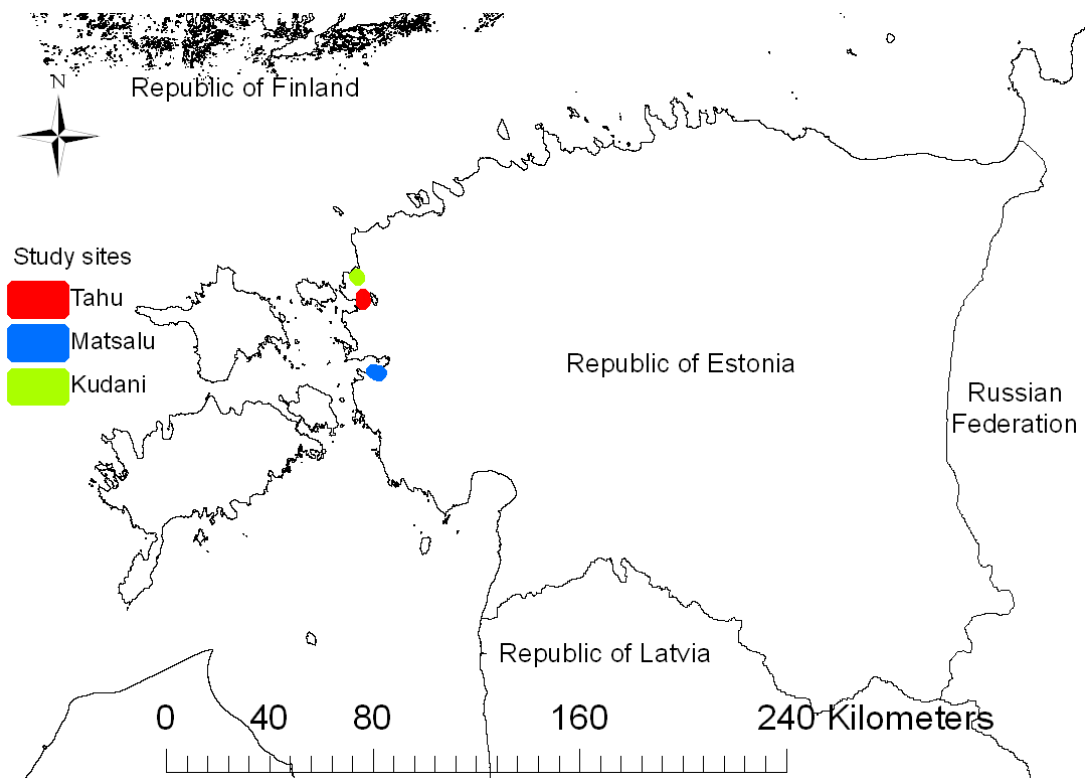 Republic of Finland
N
Study sites
Tahu
Matsalu
Kudani
Republic of Estonia
Russian
Federation
Republic of Latvia
0 40 80 160 240 Kilometers